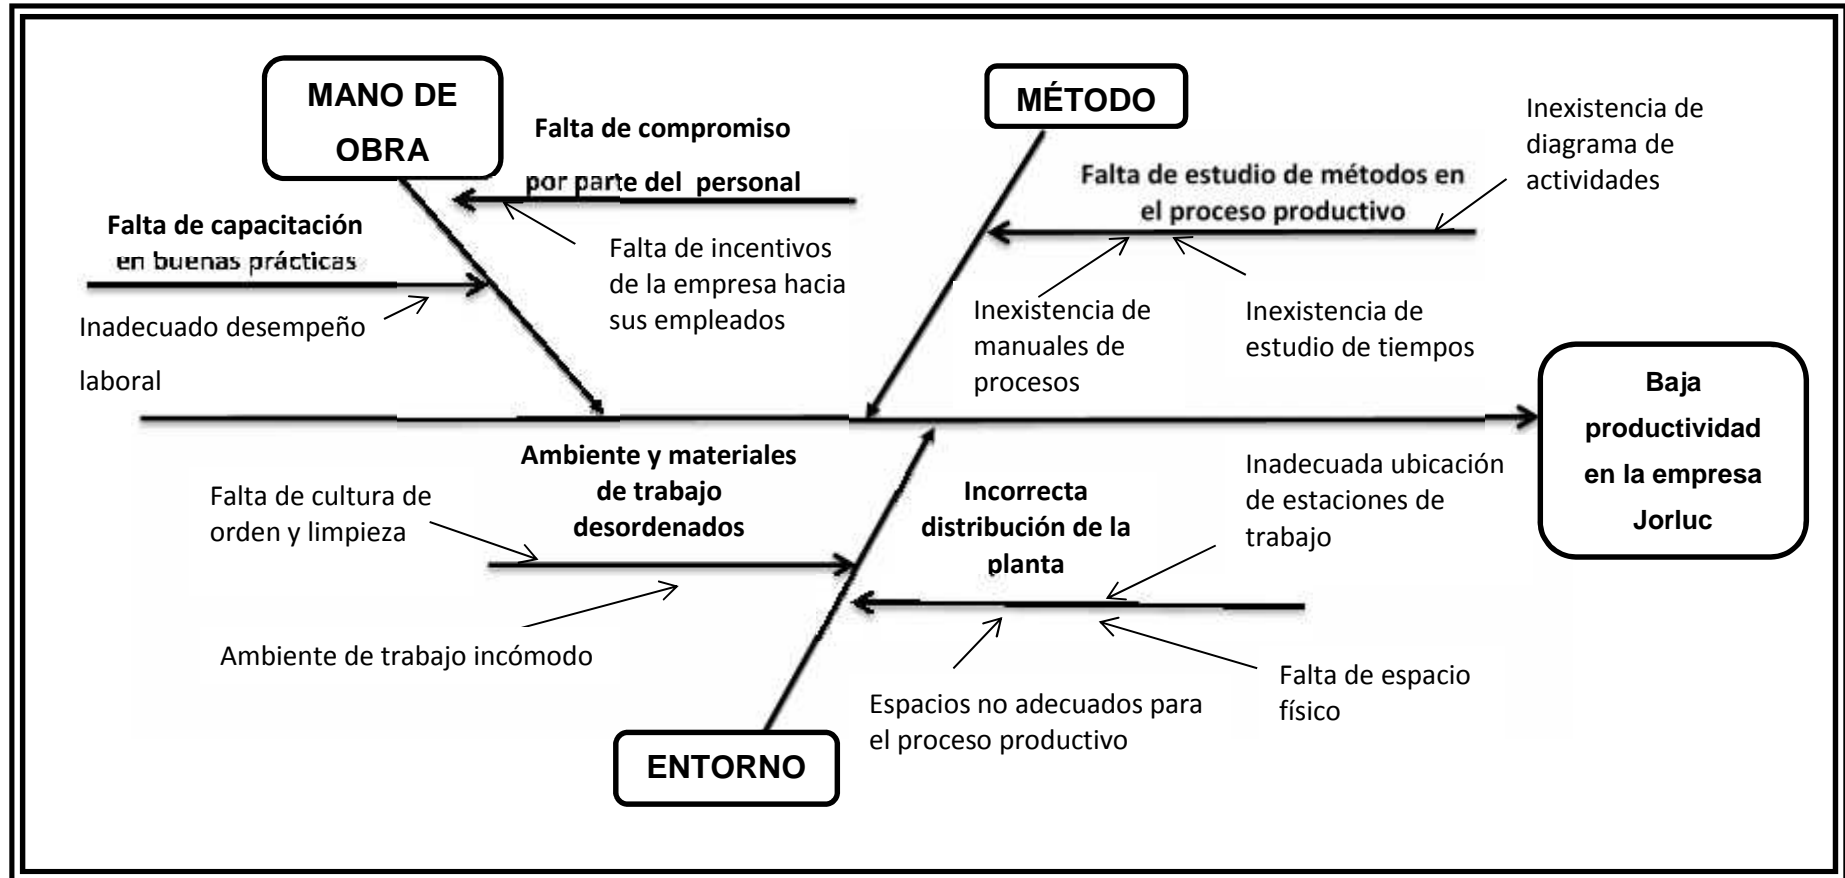 MANO DE
OBRA
Falta de compromiso
por parte del personal
Falta de capacitación
en buenas prácticas
Inadecuado desempeño
laboral
Falta de incentivos
de la empresa hacia
sus empleados
MÉTODO
Falta de estudio de métodos en
el proceso productivo
Inexistencia de
diagrama de
actividades
Inexistencia de
manuales de
procesos
Inexistencia de
estudio de tiempos
Baja
productividad
en la empresa
Jorluc
Ambiente y materiales
de trabajo
desordenados
Falta de cultura de
orden y limpieza
Ambiente de trabajo incómodo
Incorrecta
distribución de la
planta
Inadecuada ubicación
de estaciones de
trabajo
Espacios no adecuados para
el proceso productivo
Falta de espacio
físico
ENTORNO